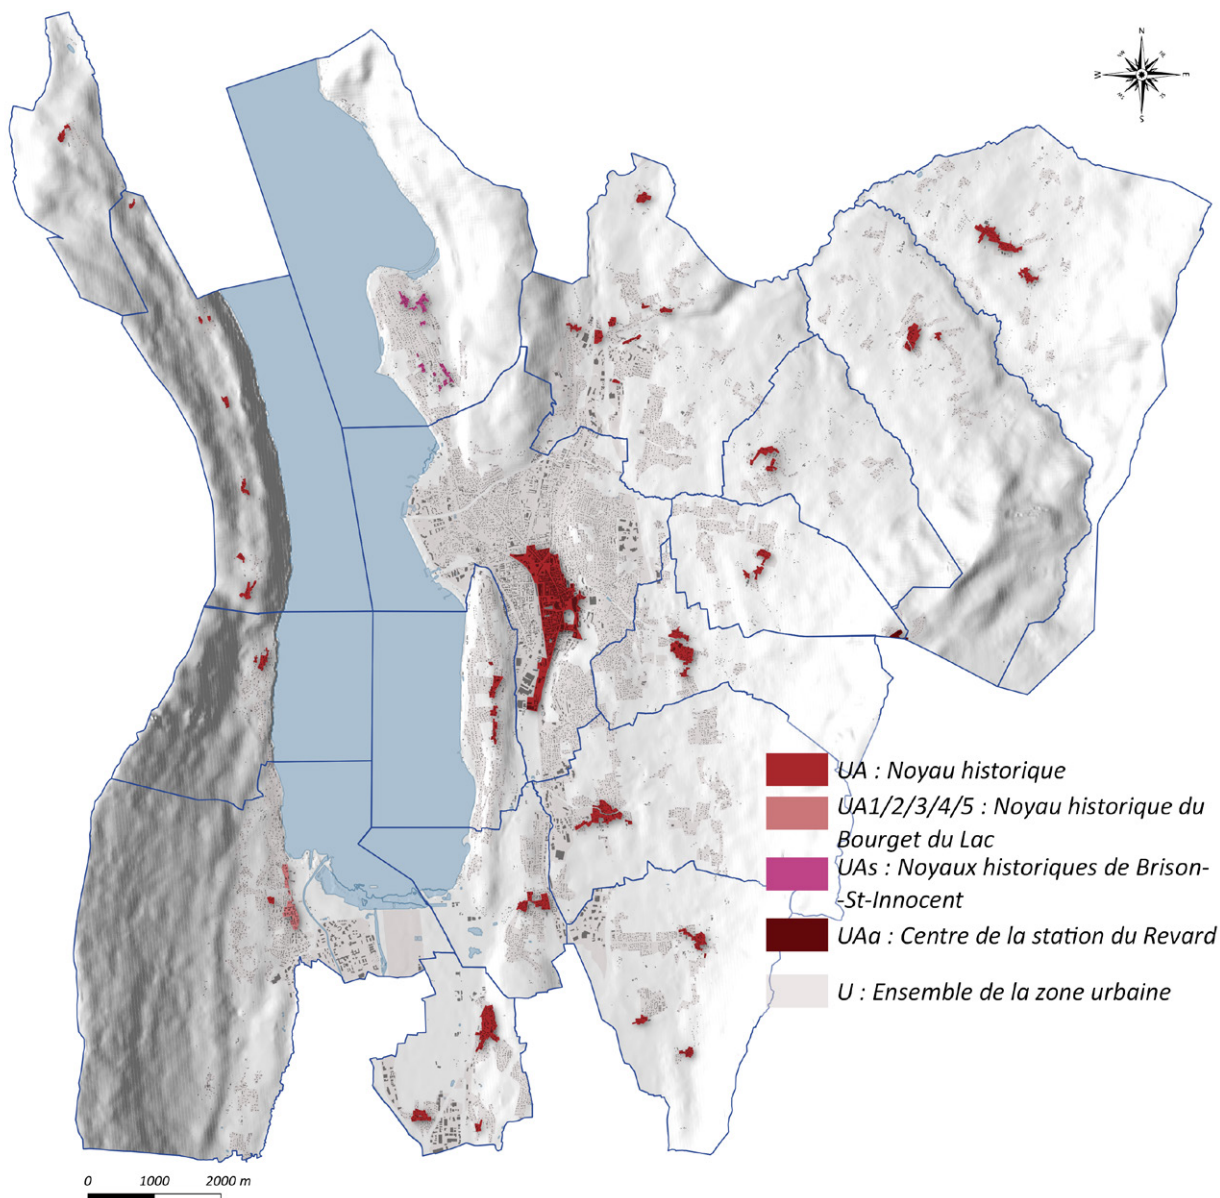 N
W
E
S
UA : Noyau historique
UA1/2/3/4/5 : Noyau historique du
Bourget du Lac
UAs : Noyaux historiques de Brison-
-St-Innocent
UAa : Centre de la station du Revard
U : Ensemble de la zone urbaine
0 1000 2000 m